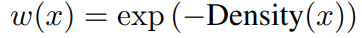 w(x) = exp (−Density(x))